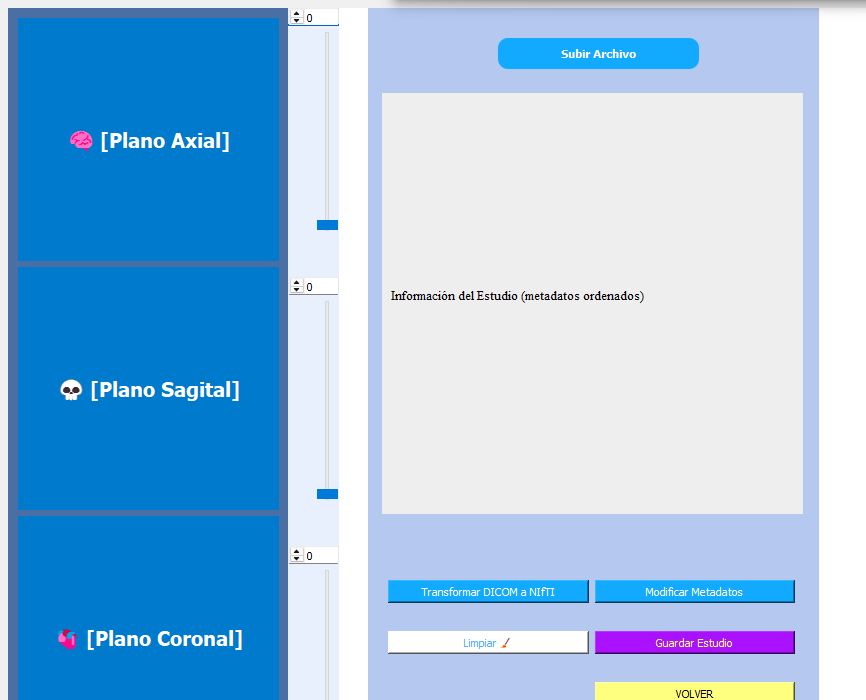 0
Subir Archivo
🧠 [Plano Axial]
0
Información del Estudio (metadatos ordenados)
💀 [Plano Sagital]
0
Transformar DICOM a NIfTI
Modificar Metadatos
🫀 [Plano Coronal]
Limpiar 🖌️
Guardar Estudio
VOLVER